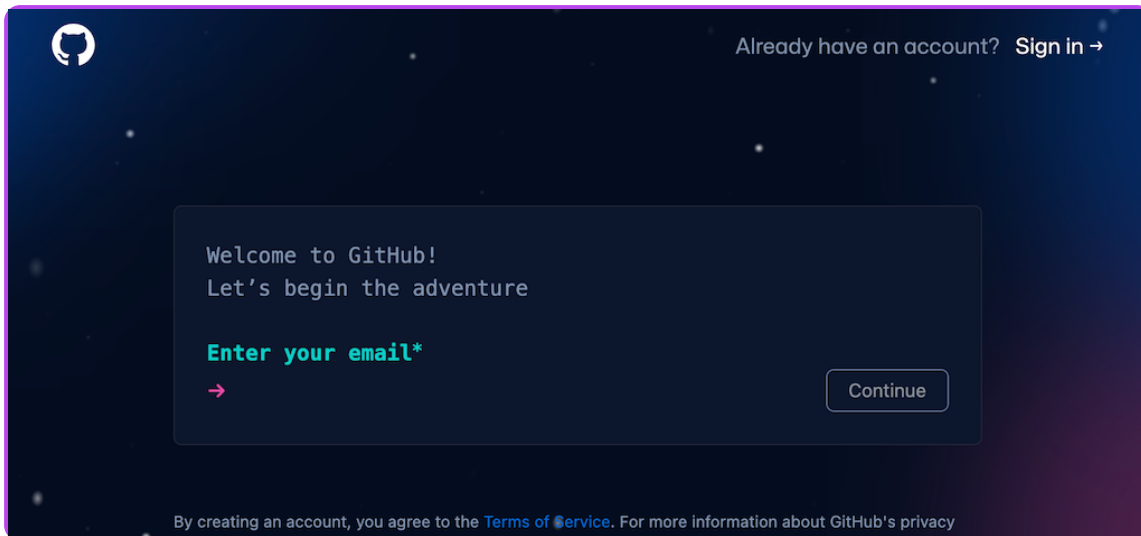 Already have an account? Sign in →
Welcome to GitHub!
Let’s begin the adventure
Enter your email*
→
Continue
By creating an account, you agree to the Terms of Service. For more information about GitHub's privacy